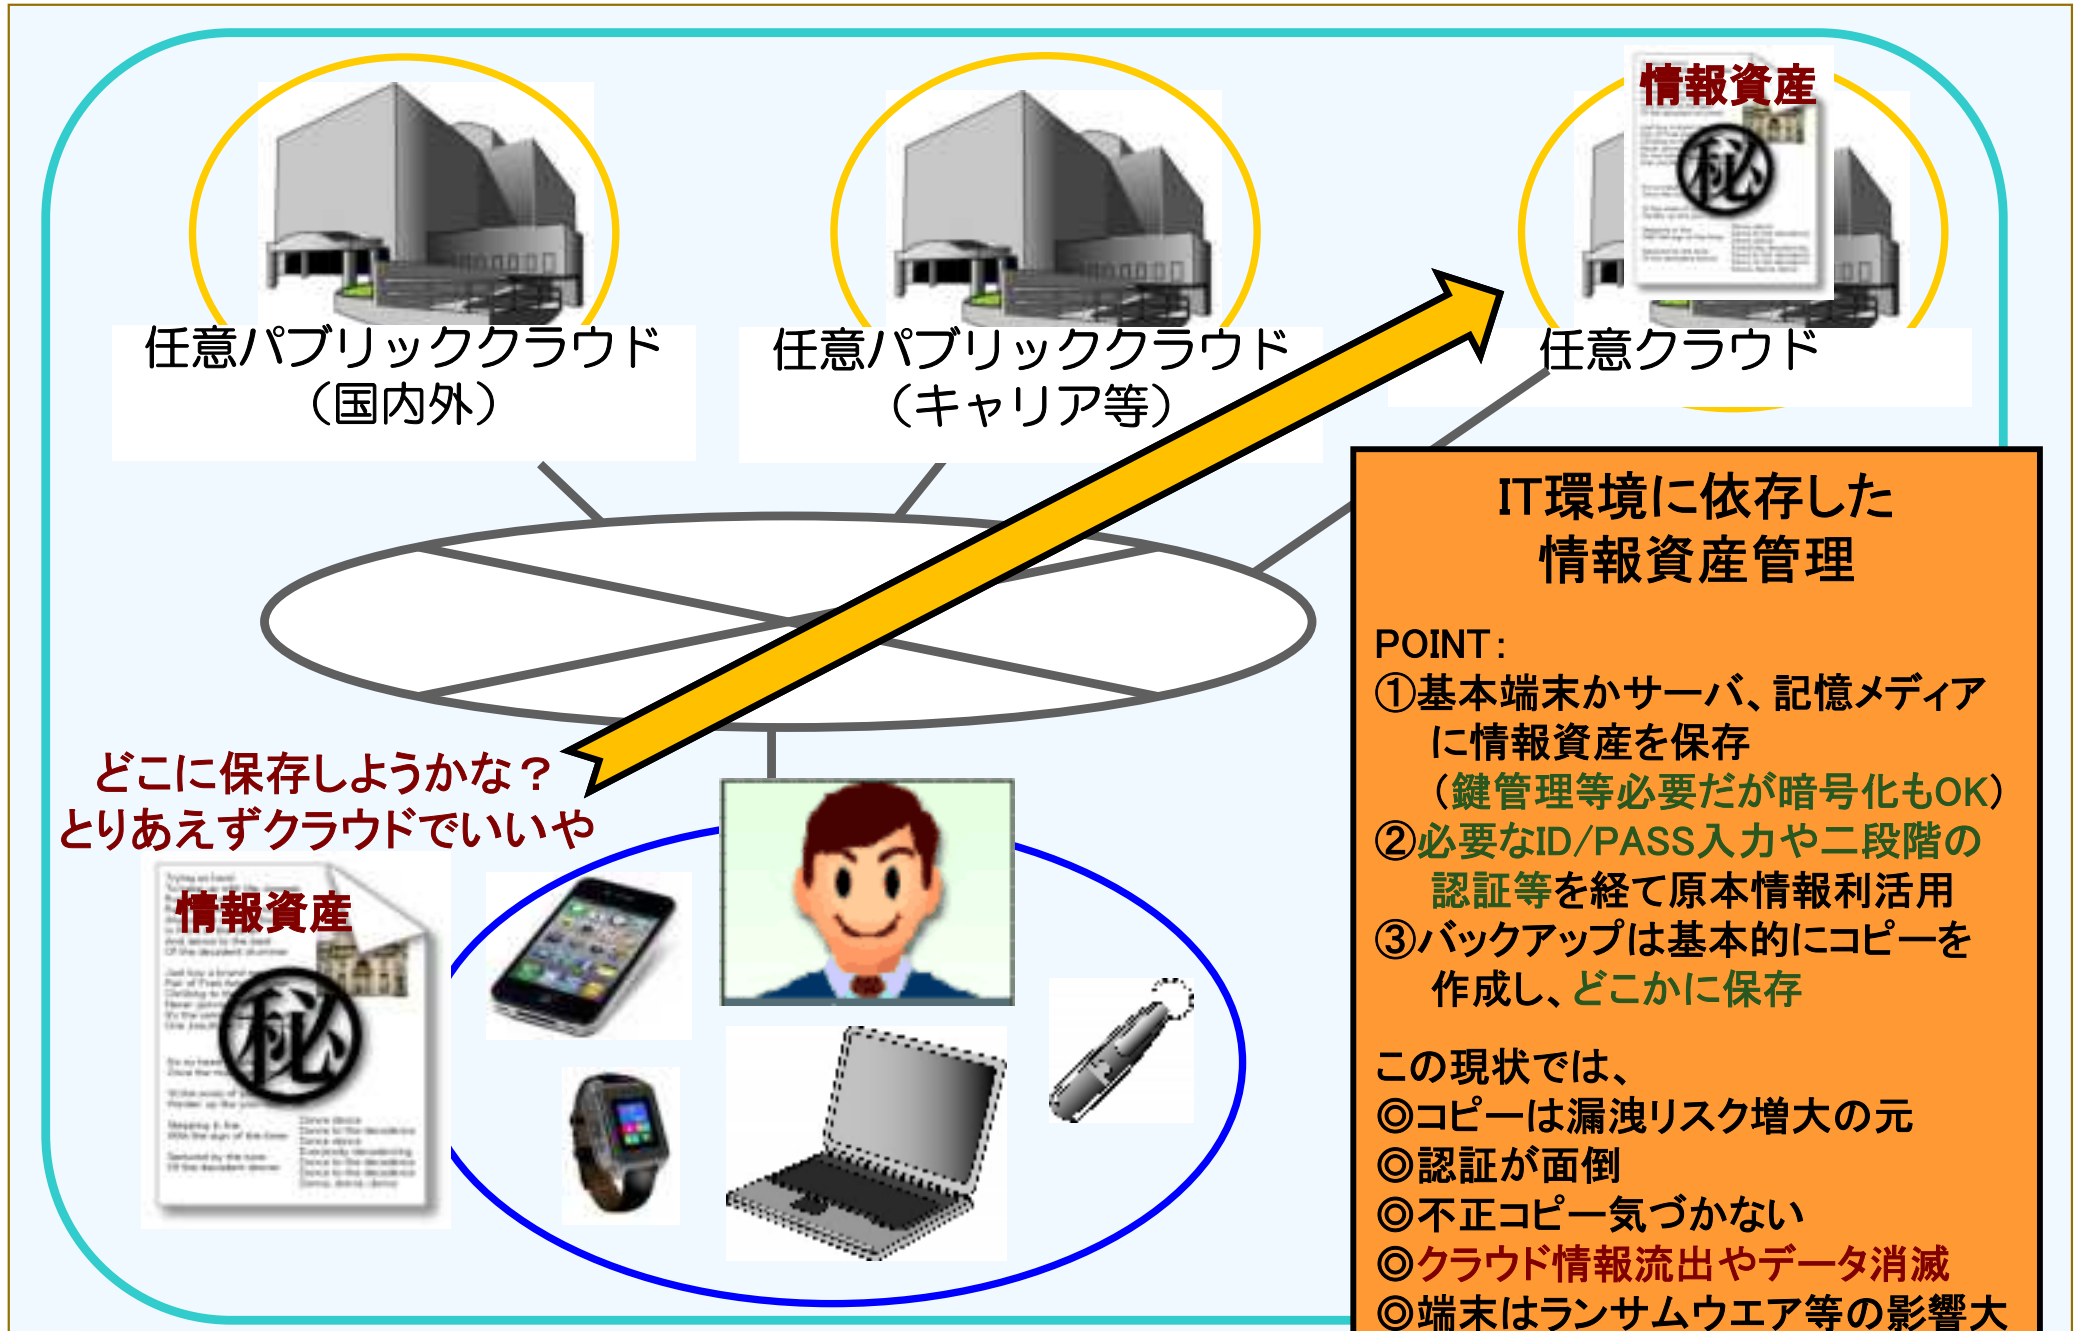 情報資産
秘
任意パブリッククラウド
（国内外）
任意パブリッククラウド
（キャリア等）
任意クラウド
どこに保存しようかな？
とりあえずクラウドでいいや
情報資産
秘
IT環境に依存した
情報資産管理
POINT：
①基本端末かサーバ、記憶メディア
に情報資産を保存
（鍵管理等必要だが暗号化もOK）
②必要なID/PASS入力や二段階の
認証等を経て原本情報利活用
③バックアップは基本的にコピーを
作成し、どこかに保存
この現状では、
◎コピーは漏洩リスク増大の元
◎認証が面倒
◎不正コピー気づかない
◎クラウド情報流出やデータ消滅
◎端末はランサムウエア等の影響大